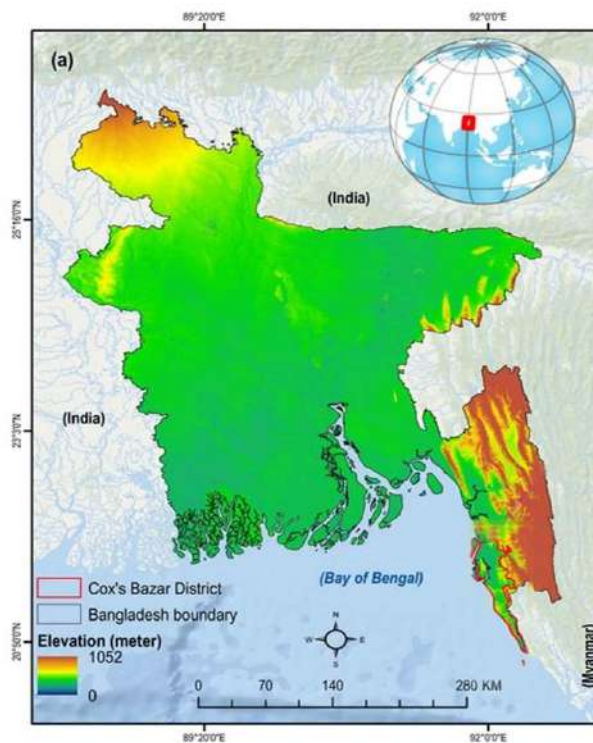 89°20'0"E 92°0'0"E
(a)
(India)
25°16'0"N
(India)
23°3'0"N
(Bay of Bengal)
Cox's Bazar District
Bangladesh boundary
Elevation (meter)
1052
0
20°50'0"N
N
W E
S
(Myanmar)
0 70 140 280 KM
89°20'0"E 92°0'0"E